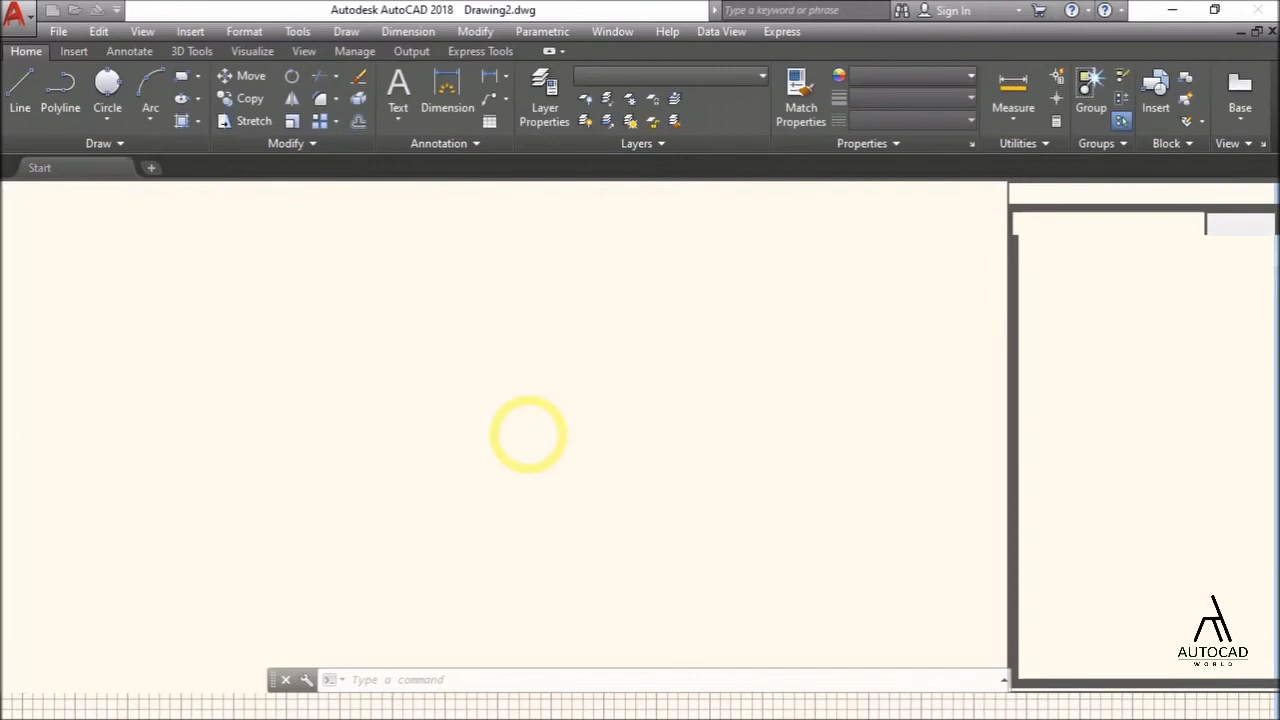 Autodesk AutoCAD 2018 Drawing2.dwg Type a keyword or phrase Sign In
File Edit View Insert Format Tools Draw Dimension Modify Parametric Window Help Data View Express
Home Insert Annotate 3D Tools Visualize View Manage Output Express Tools
Line Polyline Circle Arc
Move
Copy
Stretch
Text Dimension
Layer
Properties
Match
Properties
Measure Group Insert Base
Draw Modify Annotation Layers Properties Utilities Groups Block View
Start
Type a command
AUTOCAD
WORLD